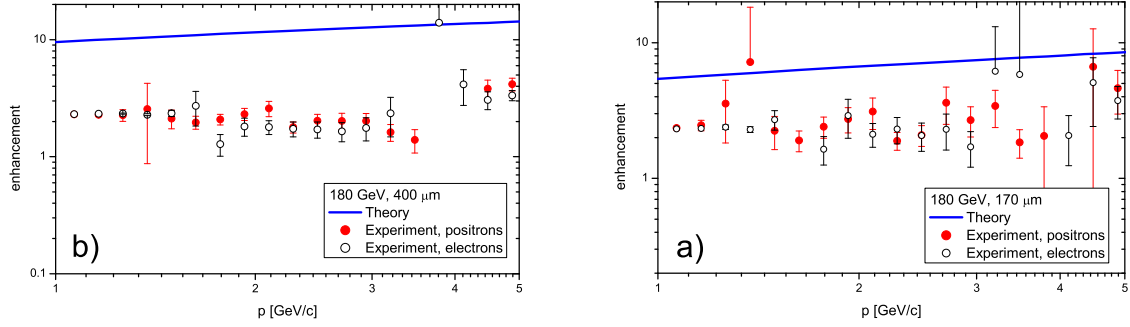 10
1
0.1
enhancement
b)
180 GeV, 400 μm
Theory
Experiment, positrons
Experiment, electrons
1 2 3 4 5
p [GeV/c]
10
1
enhancement
a)
180 GeV, 170 μm
Theory
Experiment, positrons
Experiment, electrons
1 2 3 4 5
p [GeV/c]